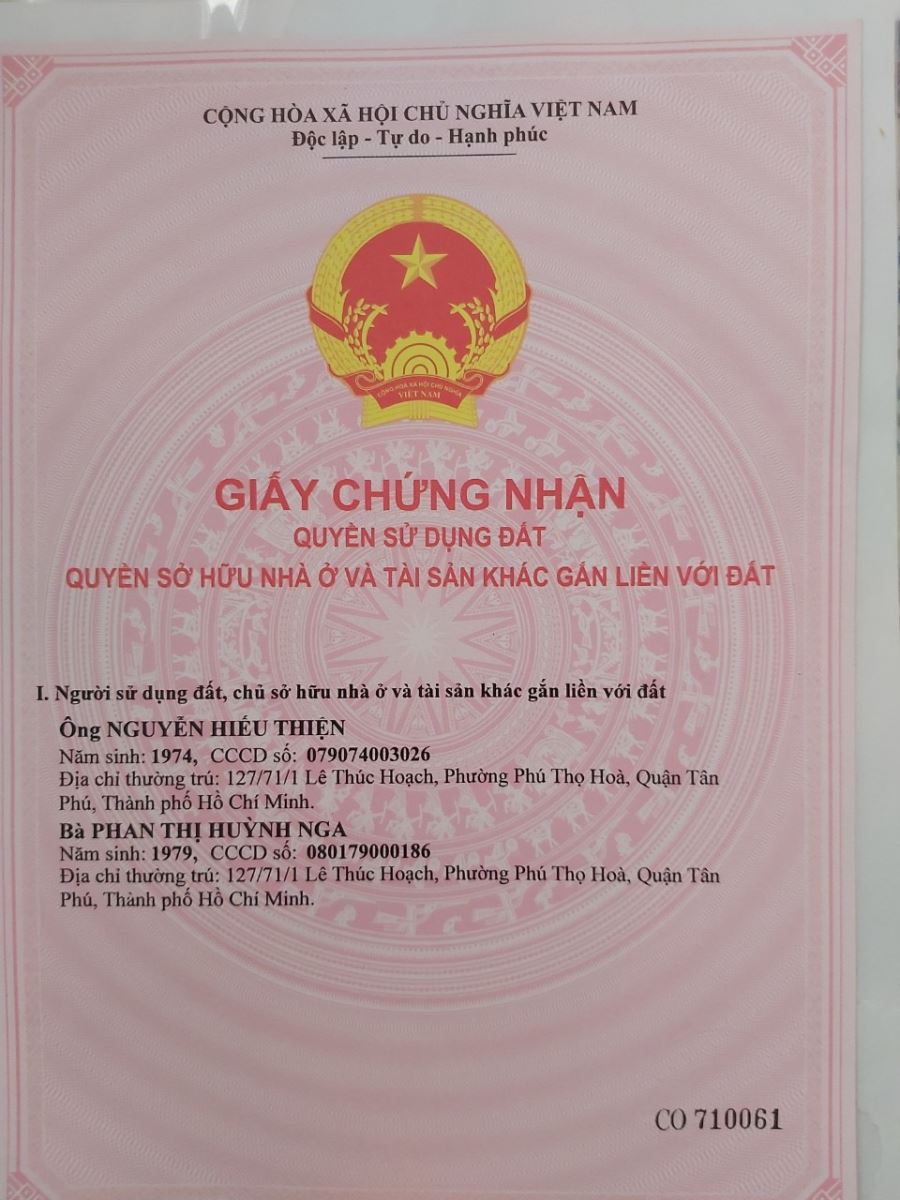 CỘNG HÒA XÃ HỘI CHỦ NGHĨA VIỆT NAM
Độc lập - Tự do - Hạnh phúc
CỘNG HOÀ XÃ HỘI CHỦ NGHĨA
VIỆT NAM
GIẤY CHỨNG NHẬN
QUYỀN SỬ DỤNG ĐẤT
QUYỀN SỞ HỮU NHÀ Ở VÀ TÀI SẢN KHÁC GẮN LIỀN VỚI ĐẤT
I. Người sử dụng đất, chủ sở hữu nhà ở và tài sản khác gắn liền với đất
Ông NGUYỄN HIẾU THIỆN
Năm sinh: 1974, CCCD số: 079074003026
Địa chỉ thường trú: 127/71/1 Lê Thúc Hoạch, Phường Phú Thọ Hoà, Quận Tân
Phú, Thành phố Hồ Chí Minh.
Bà PHAN THỊ HUỲNH NGA
Năm sinh: 1979, CCCD số: 080179000186
Địa chỉ thường trú: 127/71/1 Lê Thúc Hoạch, Phường Phú Thọ Hoà, Quận Tân
Phú, Thành phố Hồ Chí Minh.
CO 710061